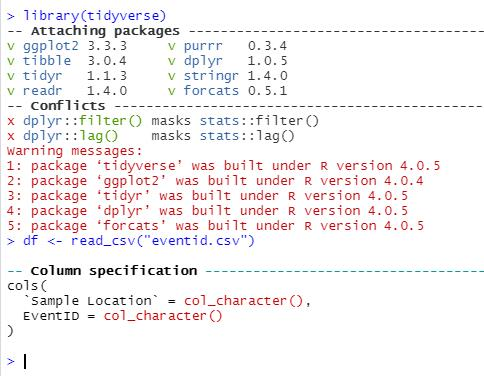 > library(tidyverse)
-- Attaching packages --------------------------------------
v ggplot2 3.3.3     v purrr   0.3.4
v tibble  3.0.4     v dplyr   1.0.5
v tidyr   1.1.3     v stringr 1.4.0
v readr   1.4.0     v forcats 0.5.1
-- Conflicts -----------------------------------------------
x dplyr::filter() masks stats::filter()
x dplyr::lag()    masks stats::lag()
Warning messages:
1: package ‘tidyverse’ was built under R version 4.0.5
2: package ‘ggplot2’ was built under R version 4.0.4
3: package ‘tidyr’ was built under R version 4.0.5
4: package ‘dplyr’ was built under R version 4.0.5
5: package ‘forcats’ was built under R version 4.0.5
> df <- read_csv("eventid.csv")
-- Column specification ------------------------------------
cols(
  `Sample Location` = col_character(),
  EventID = col_character()
)
>